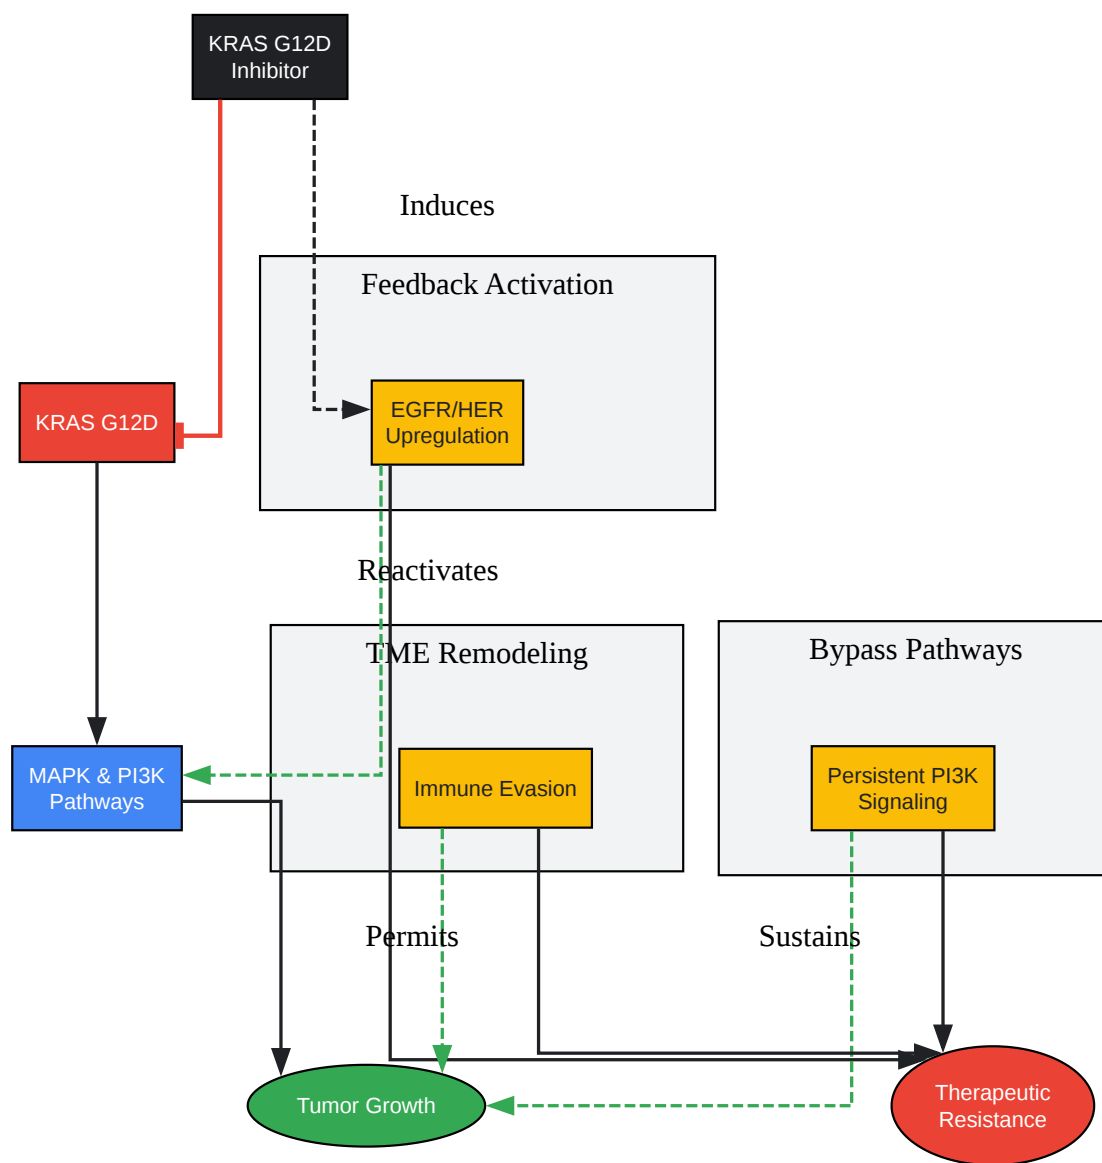 KRAS G12D
Inhibitor
Induces
Feedback Activation
KRAS G12D
EGFR/HER
Upregulation
Reactivates
TME Remodeling
Bypass Pathways
MAPK & PI3K
Pathways
Immune Evasion
Persistent PI3K
Signaling
Permits
Sustains
Tumor Growth
Therapeutic
Resistance